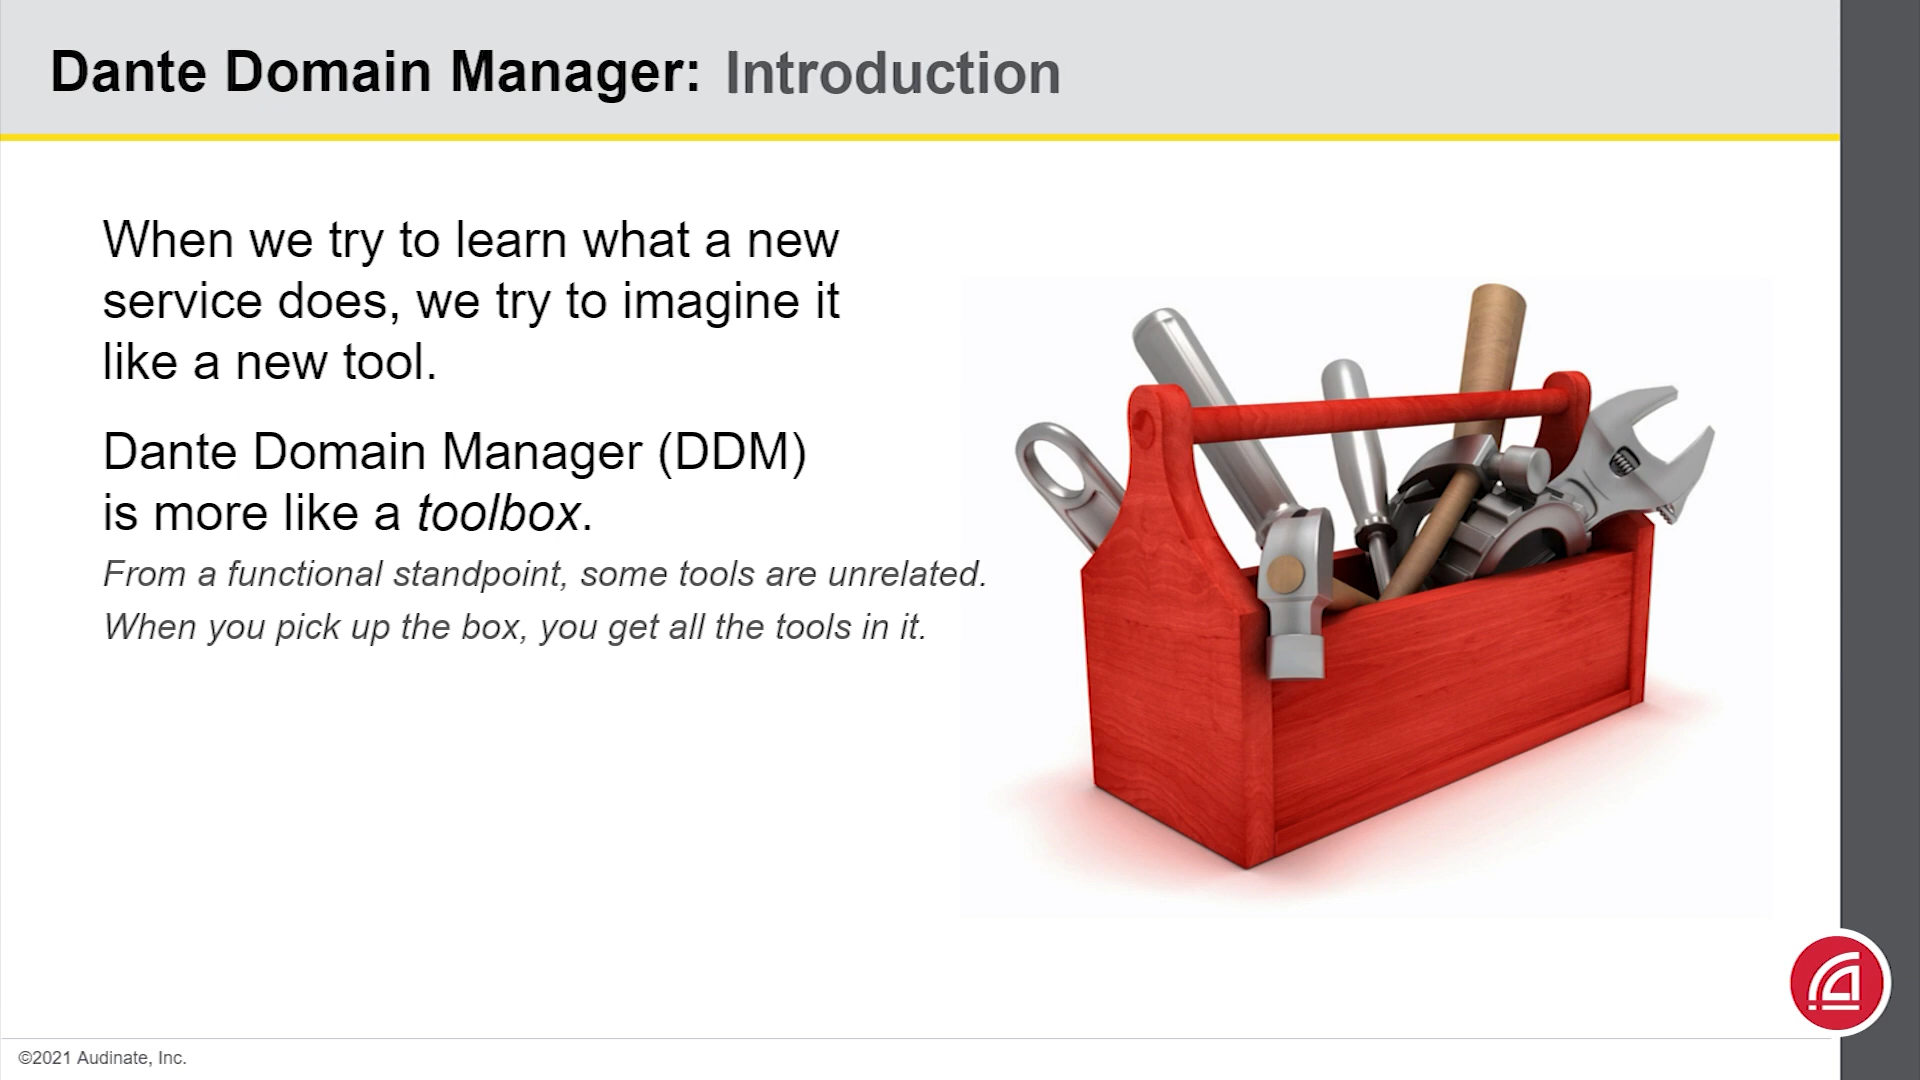 Dante Domain Manager: Introduction
When we try to learn what a new
service does, we try to imagine it
like a new tool.
Dante Domain Manager (DDM)
is more like a toolbox.
From a functional standpoint, some tools are unrelated.
When you pick up the box, you get all the tools in it.
©2021 Audinate, Inc.